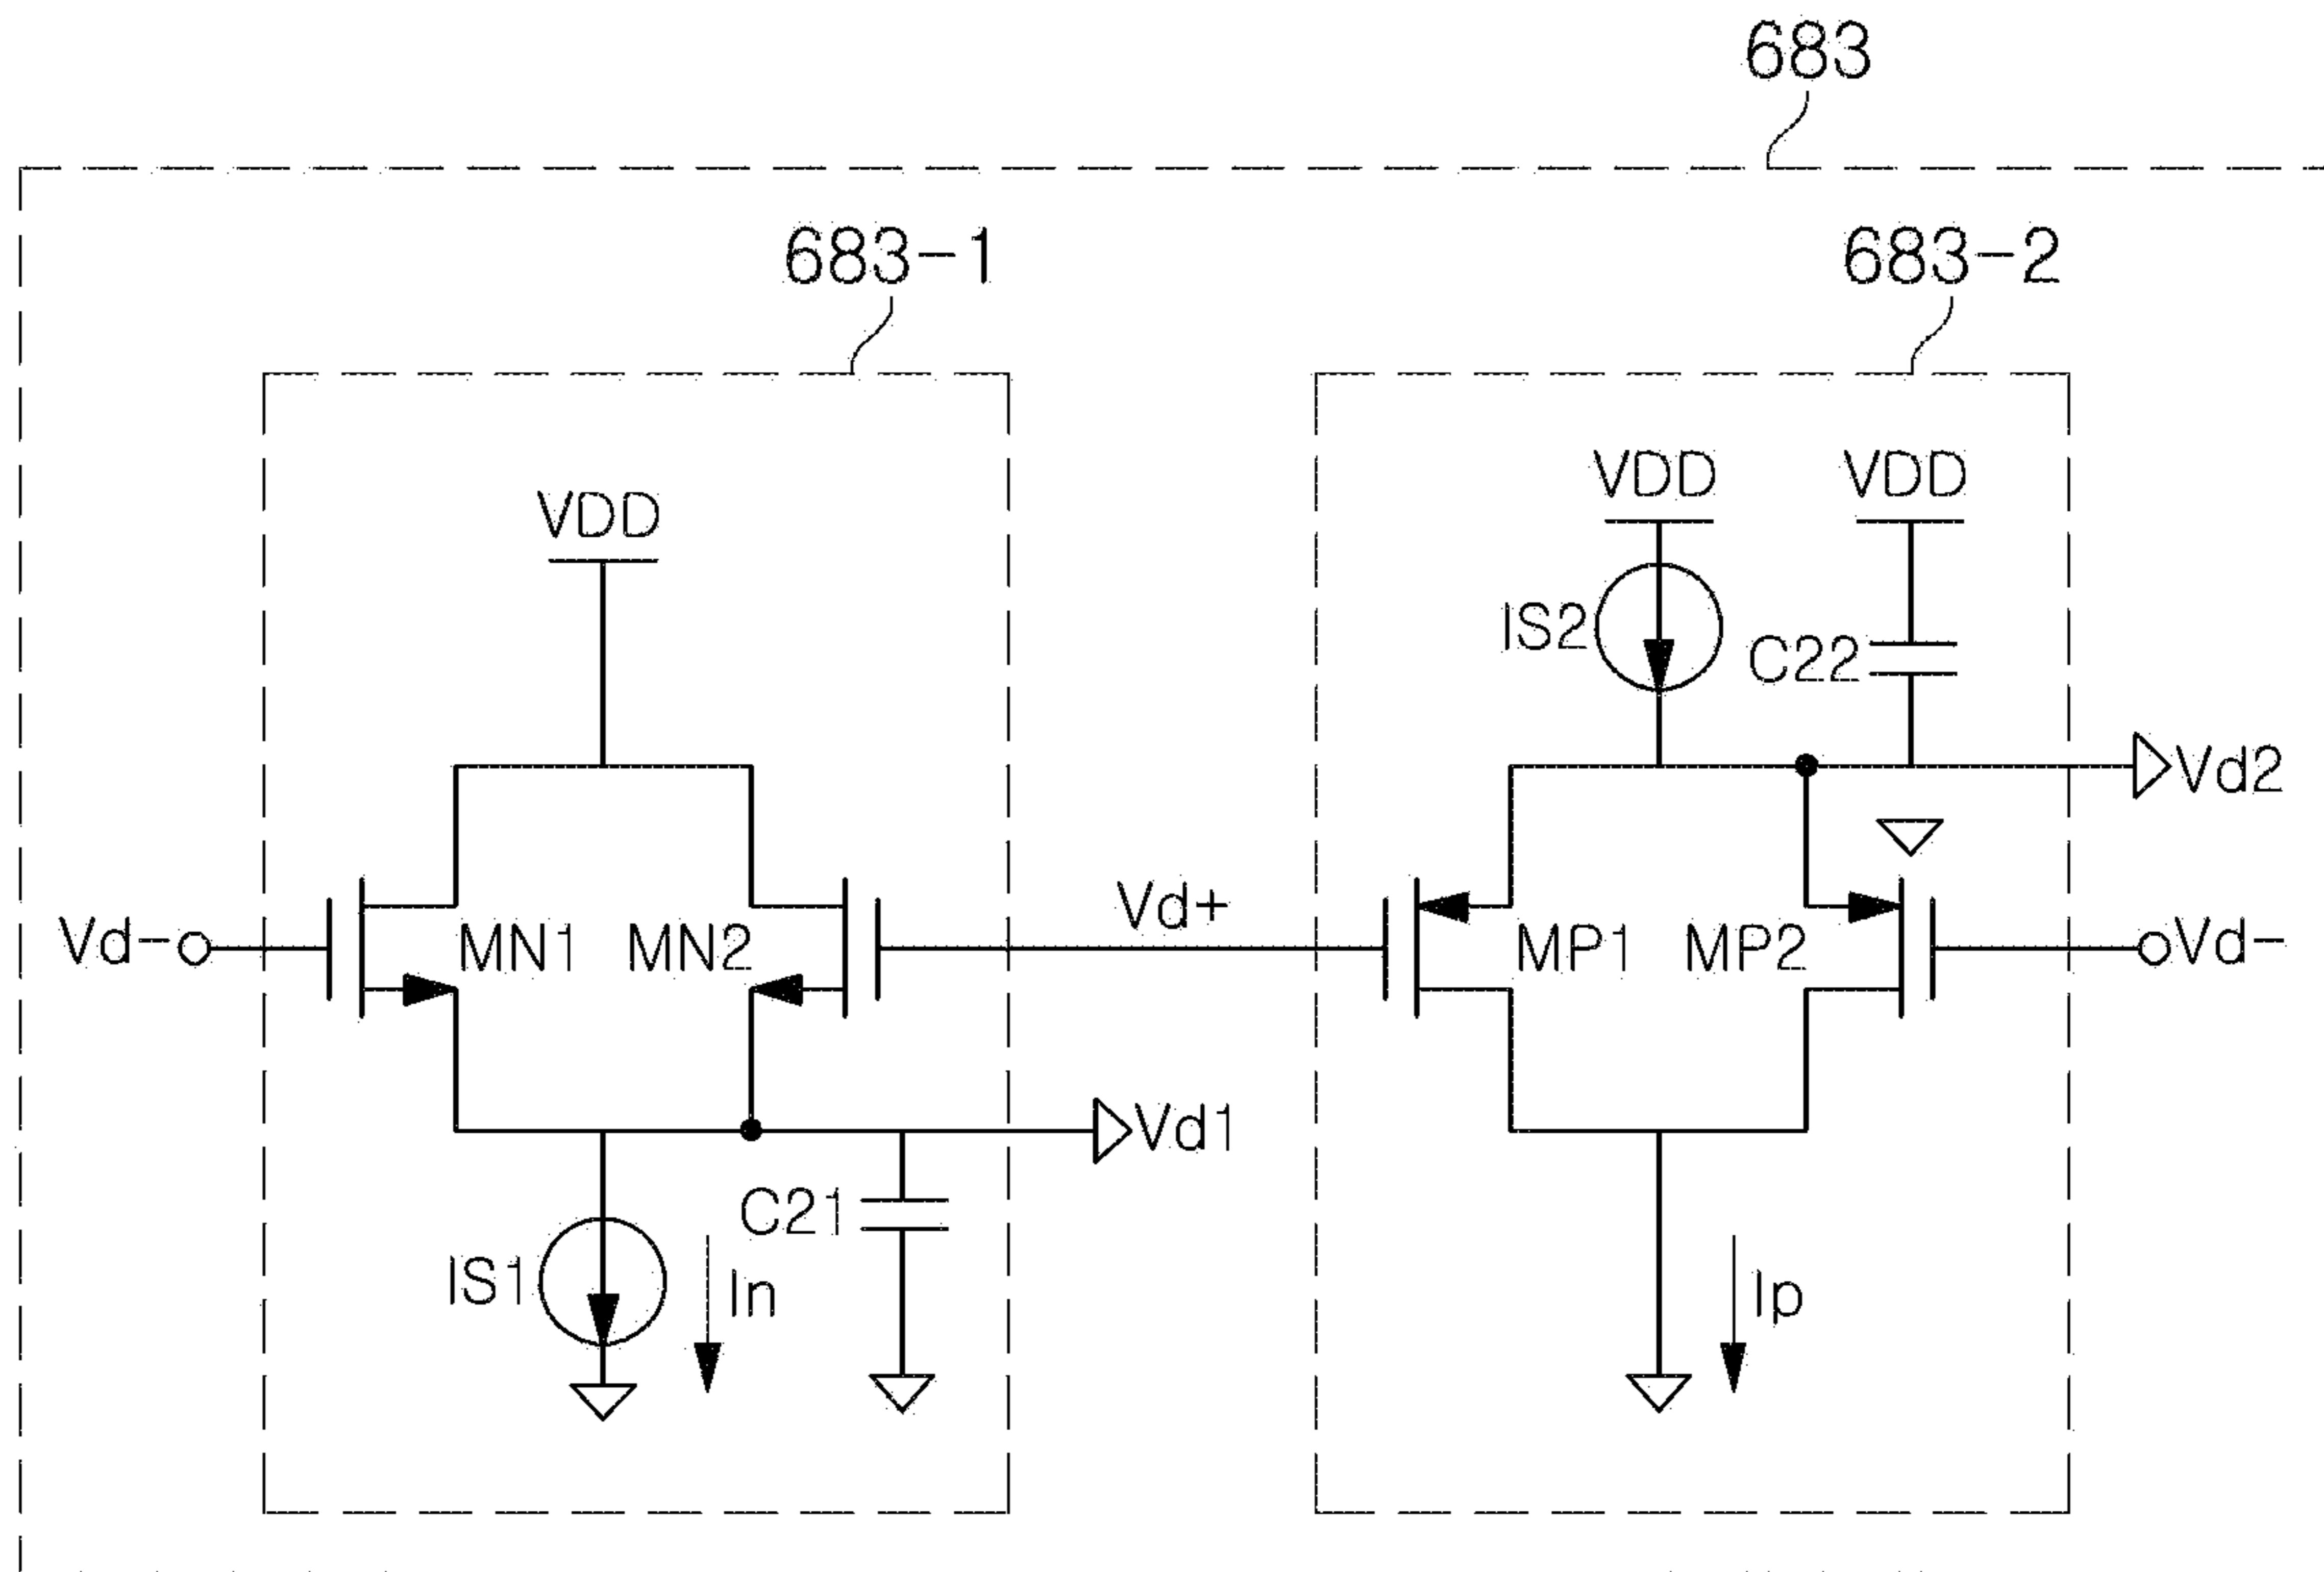 683
683-1
683-2
VDD
VDD
VDD
IS2
C22
Vd2
Vd-
MN1
MN2
Vd+
MP1
MP2
Vd-
Vd1
C21
IS1
In
Ip